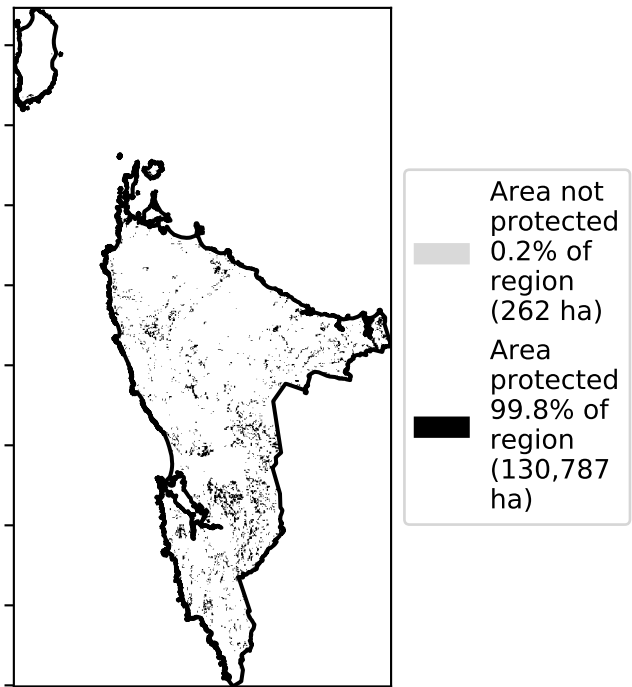 Area not
protected
0.2% of
region
(262 ha)
Area
protected
99.8% of
region
(130,787
ha)